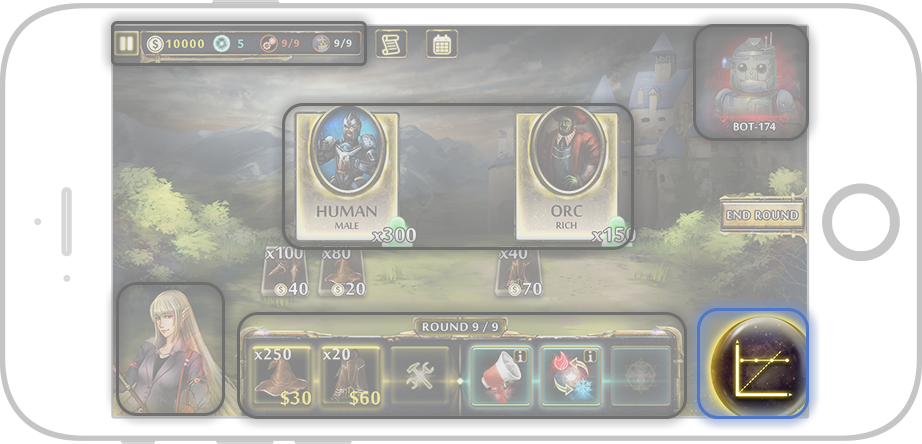 10000 5 9/9 9/9
BOT-174
HUMAN
MALE
x300
ORC
RICH
x150
END ROUND
x100
40
x80
20
x40
70
ROUND 9 / 9
x250
$30
x20
$60
i
i